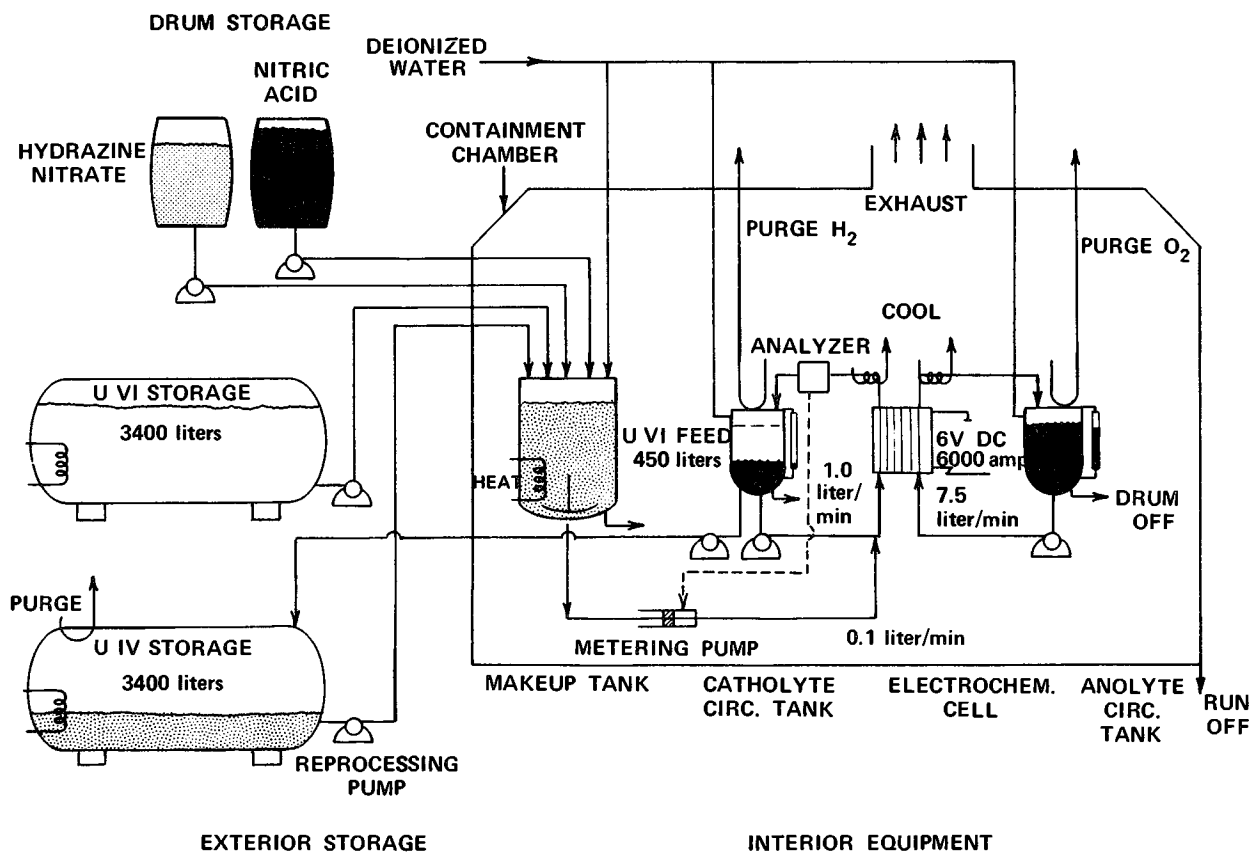 DRUM STORAGE
NITRIC
ACID
HYDRAZINE
NITRATE
DEIONIZED
WATER
CONTAINMENT
CHAMBER
EXHAUST
PURGE H2
PURGE O2
COOL
ANALYZER
U VI STORAGE
3400 liters
HEAT
U VI FEED
450 liters
1.0
liter/
min
6V DC
6000 amp
7.5
liter/min
DRUM
OFF
PURGE
U IV STORAGE
3400 liters
METERING PUMP
0.1 liter/min
MAKEUP TANK
CATHOLYTE
CIRC. TANK
ELECTROCHEM.
CELL
ANOLYTE
CIRC.
TANK
RUN
OFF
REPROCESSING
PUMP
EXTERIOR STORAGE
INTERIOR EQUIPMENT